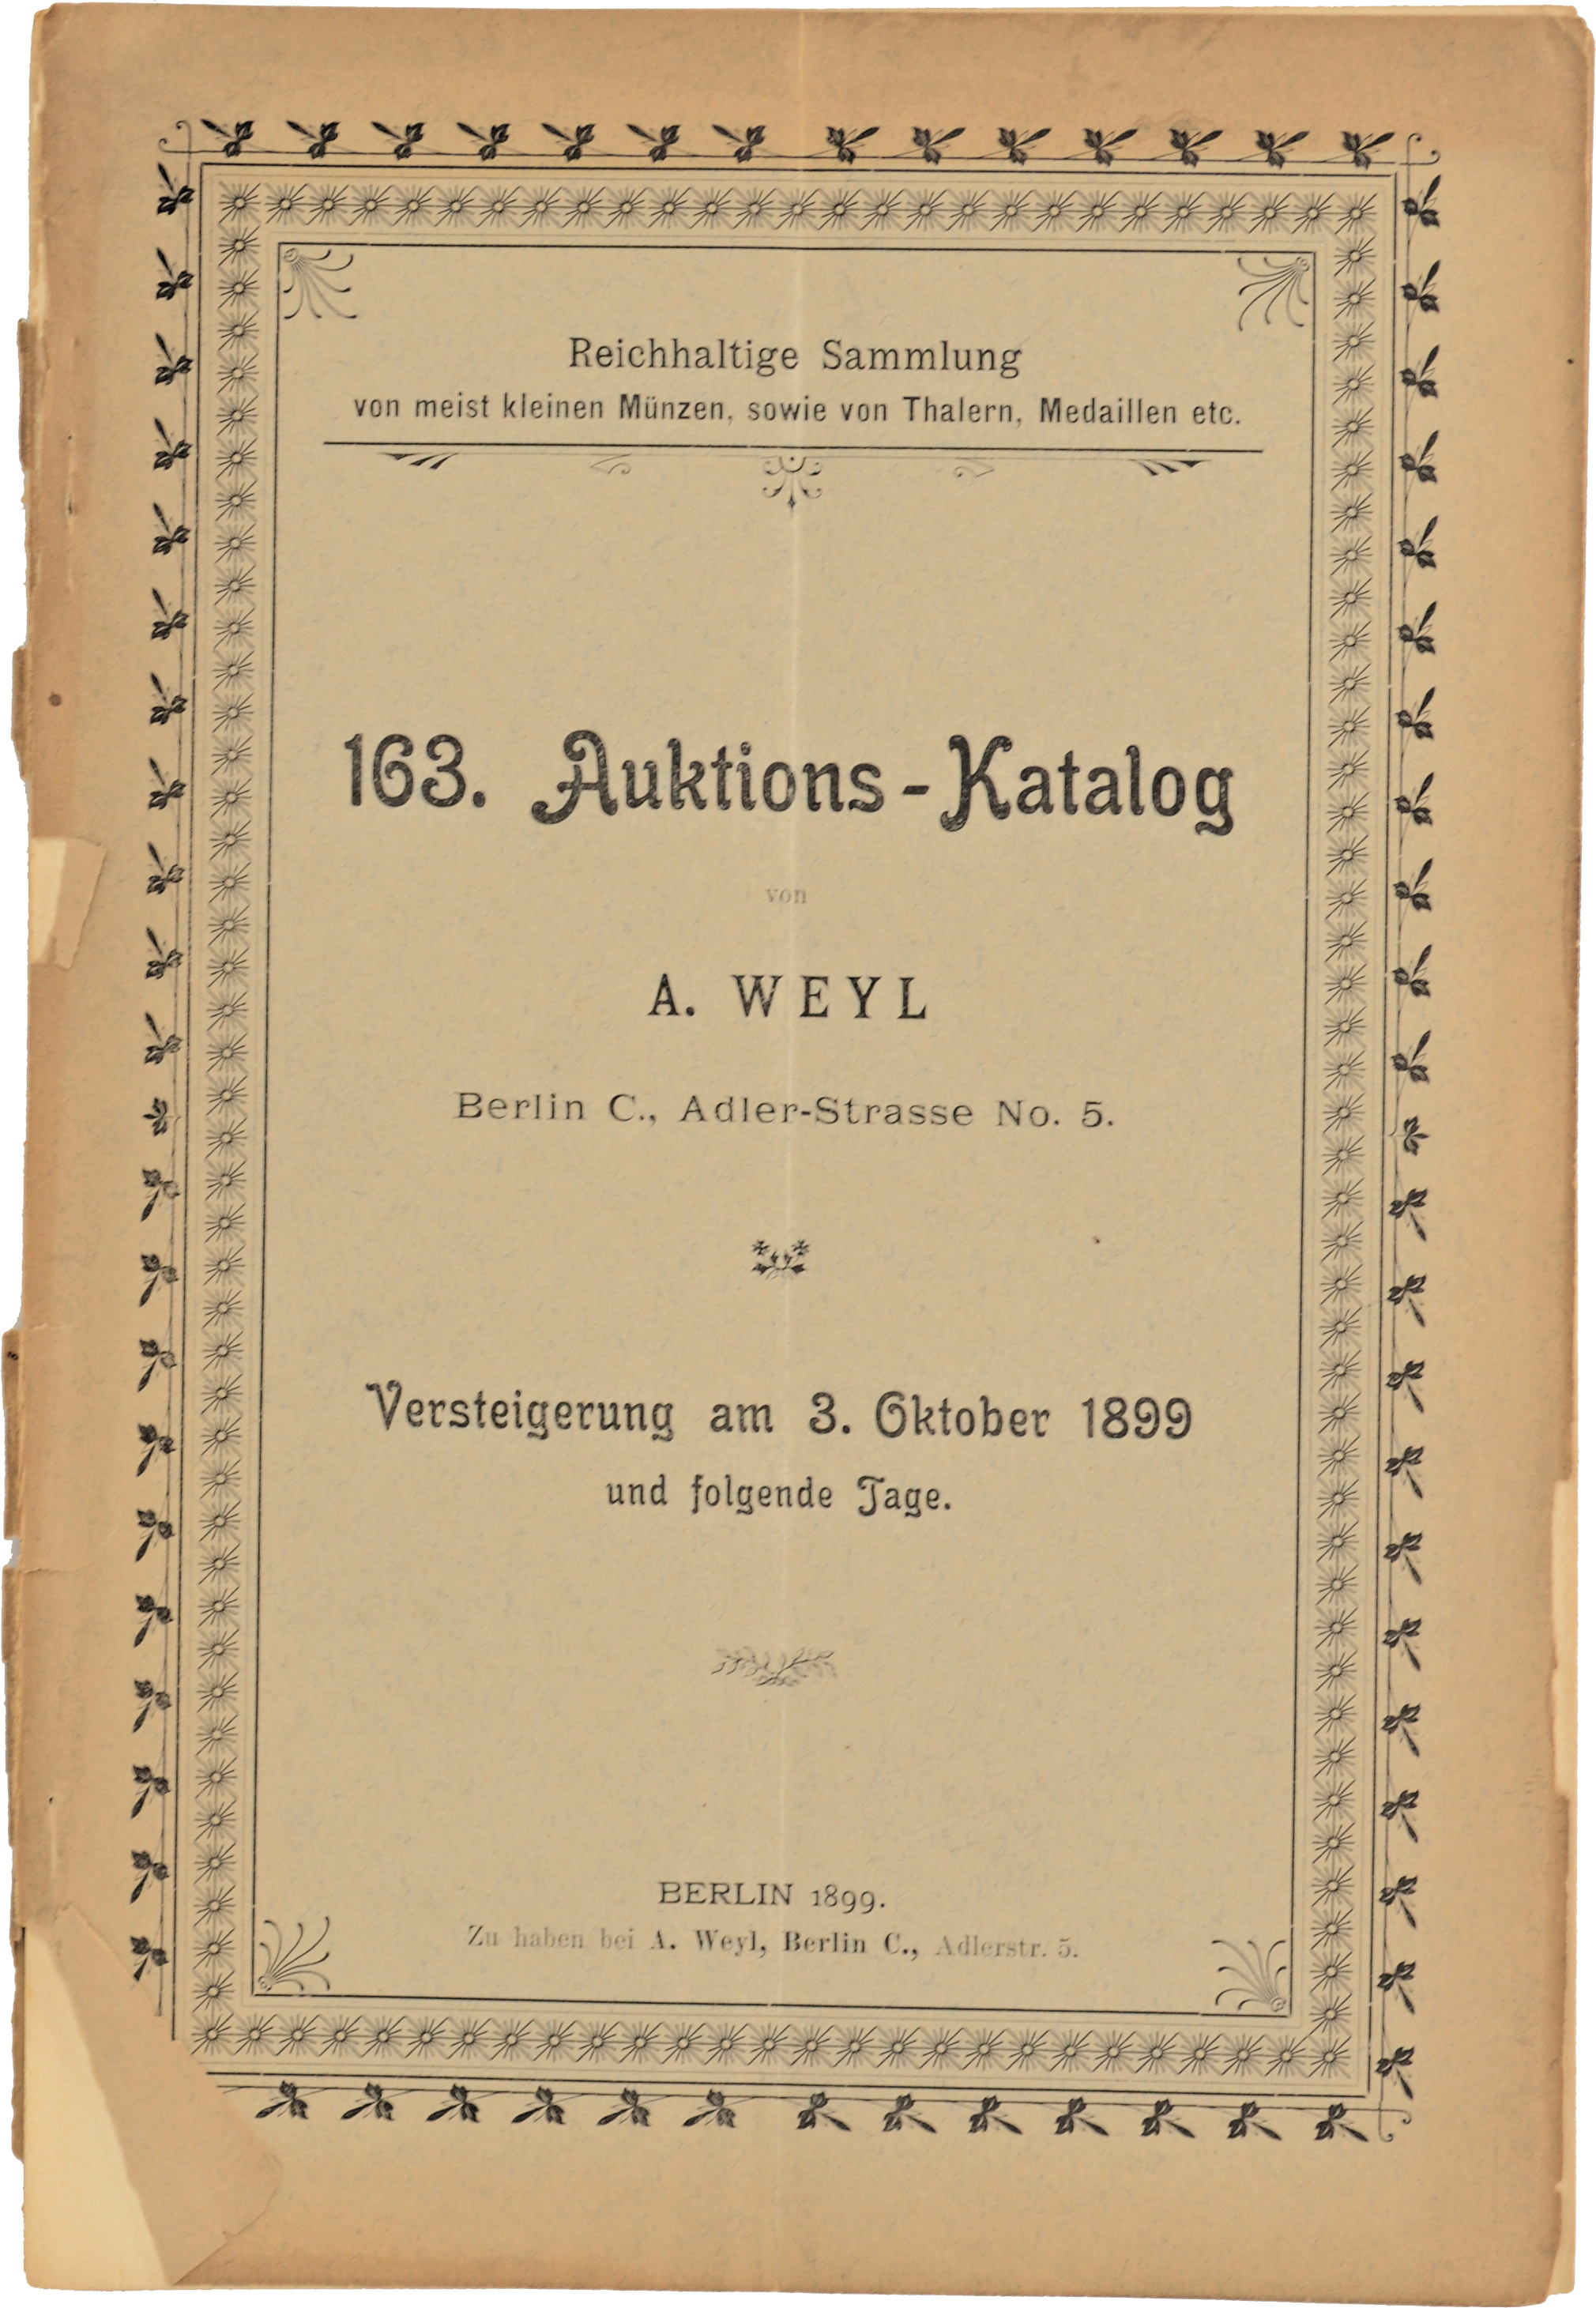 Reichhaltige Sammlung
von meist kleinen Münzen, sowie von Thalern, Medaillen etc.
163. Auktions-Katalog
von
A. WEYL
Berlin C., Adler-Strasse No. 5.
Versteigerung am 3. Oktober 1899
und folgende Tage.
BERLIN 1899.
Zu haben bei A. Weyl, Berlin C., Adlerstr. 5.